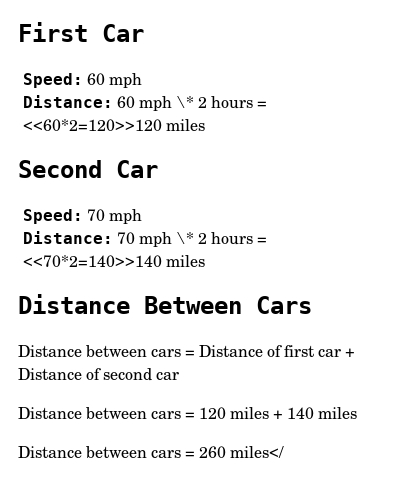 First Car
Speed: 60 mph
Distance: 60 mph \* 2 hours =
<<60*2=120>>120 miles
Second Car
Speed: 70 mph
Distance: 70 mph \* 2 hours =
<<70*2=140>>140 miles
Distance Between Cars
Distance between cars = Distance of first car +
Distance of second car
Distance between cars = 120 miles + 140 miles
Distance between cars = 260 miles</